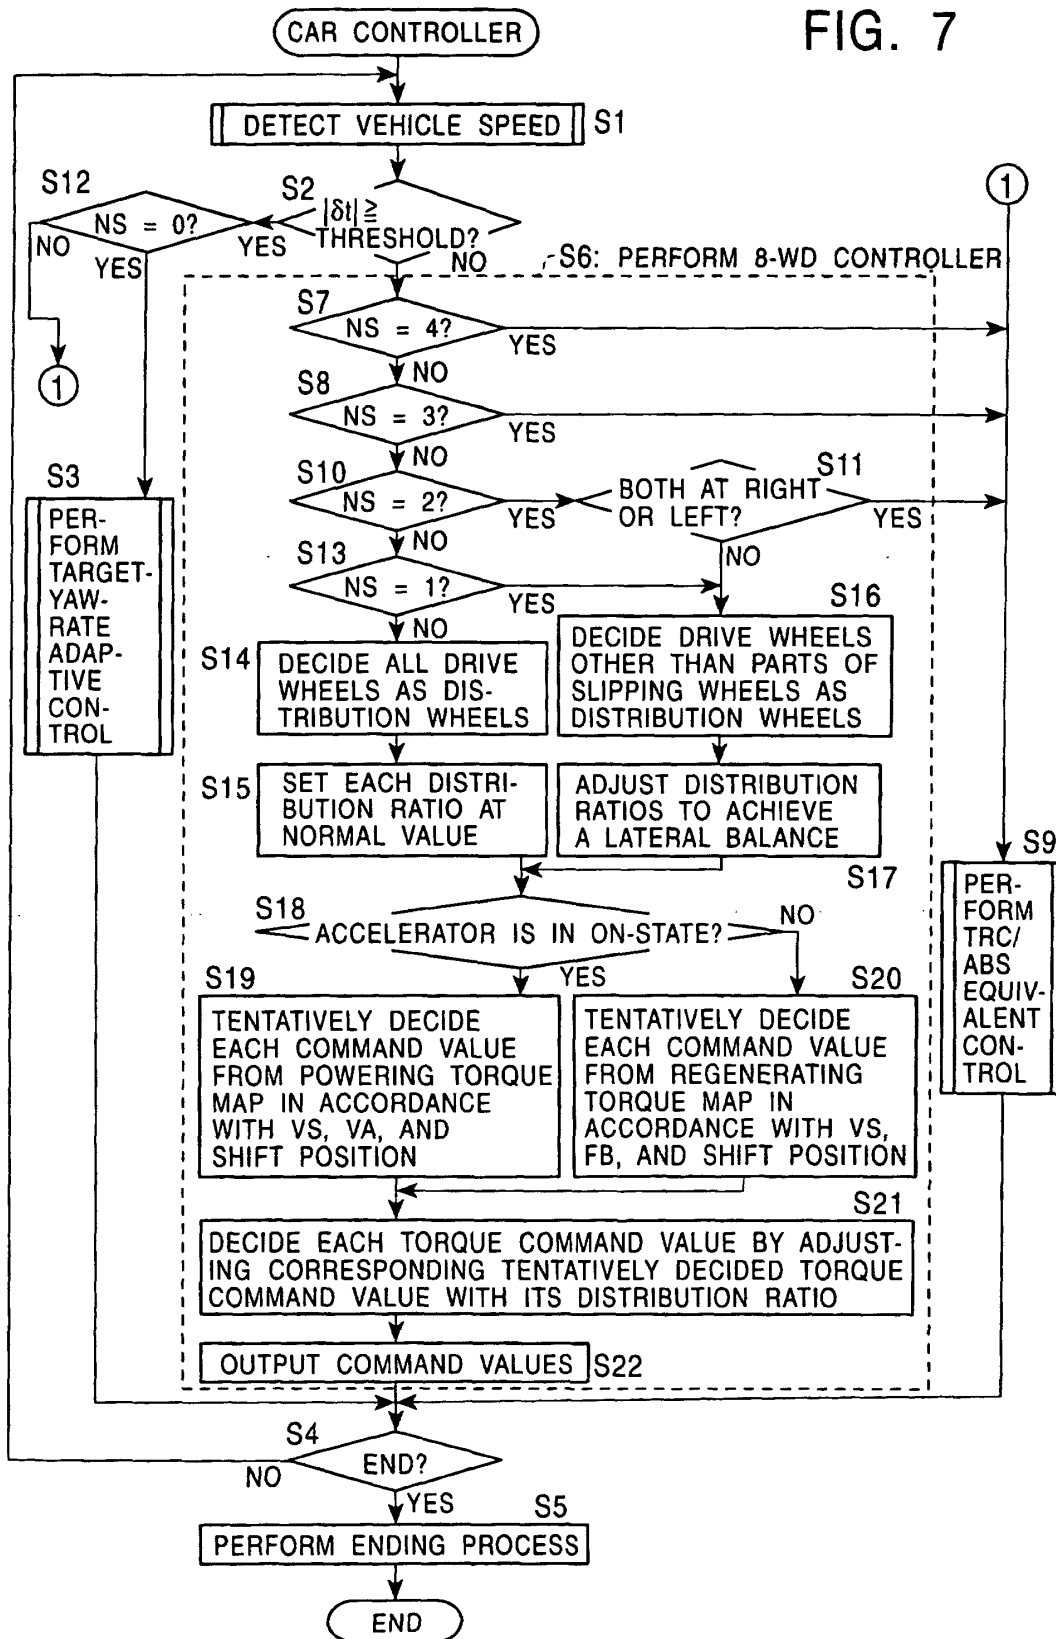 FIG. 7
CAR CONTROLLER
DETECT VEHICLE SPEED
S1
S12
NS = 0?
NO
YES
S2
|δt| ≧
THRESHOLD?
YES
NO
1
S6: PERFORM 8-WD CONTROLLER
S7
NS = 4?
YES
NO
1
S8
NS = 3?
YES
NO
S10
NS = 2?
YES
NO
S11
BOTH AT RIGHT
OR LEFT?
YES
NO
S13
NS = 1?
YES
NO
S3
PER-
FORM
TARGET-
YAW-
RATE
ADAP-
TIVE
CON-
TROL
S14
DECIDE ALL DRIVE
WHEELS AS DIS-
TRIBUTION WHEELS
S16
DECIDE DRIVE WHEELS
OTHER THAN PARTS OF
SLIPPING WHEELS AS
DISTRIBUTION WHEELS
S15
SET EACH DISTRI-
BUTION RATIO AT
NORMAL VALUE
ADJUST DISTRIBUTION
RATIOS TO ACHIEVE
A LATERAL BALANCE
S17
S9
PER-
FORM
TRC/
ABS
EQUIV-
ALENT
CON-
TROL
S18
ACCELERATOR IS IN ON-STATE?
NO
YES
S19
TENTATIVELY DECIDE
EACH COMMAND VALUE
FROM POWERING TORQUE
MAP IN ACCORDANCE
WITH VS, VA, AND
SHIFT POSITION
S20
TENTATIVELY DECIDE
EACH COMMAND VALUE
FROM REGENERATING
TORQUE MAP IN
ACCORDANCE WITH VS,
FB, AND SHIFT POSITION
S21
DECIDE EACH TORQUE COMMAND VALUE BY ADJUST-
ING CORRESPONDING TENTATIVELY DECIDED TORQUE
COMMAND VALUE WITH ITS DISTRIBUTION RATIO
OUTPUT COMMAND VALUES
S22
S4
END?
NO
YES
S5
PERFORM ENDING PROCESS
END